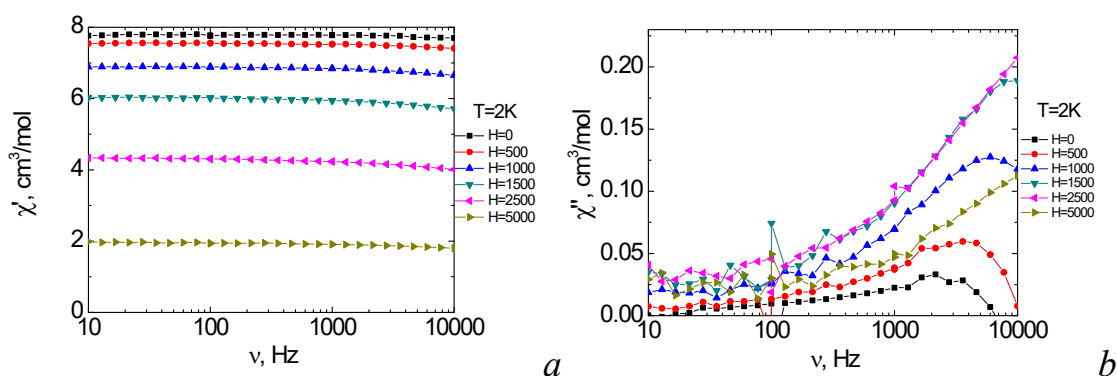 8
6
4
2
0
10
100
1000
10000
χ', cm³/mol
ν, Hz
T=2K
H=0
H=500
H=1000
H=1500
H=2500
H=5000
a
0.20
0.15
0.10
0.05
0.00
10
100
1000
10000
χ'', cm³/mol
ν, Hz
T=2K
H=0
H=500
H=1000
H=1500
H=2500
H=5000
b